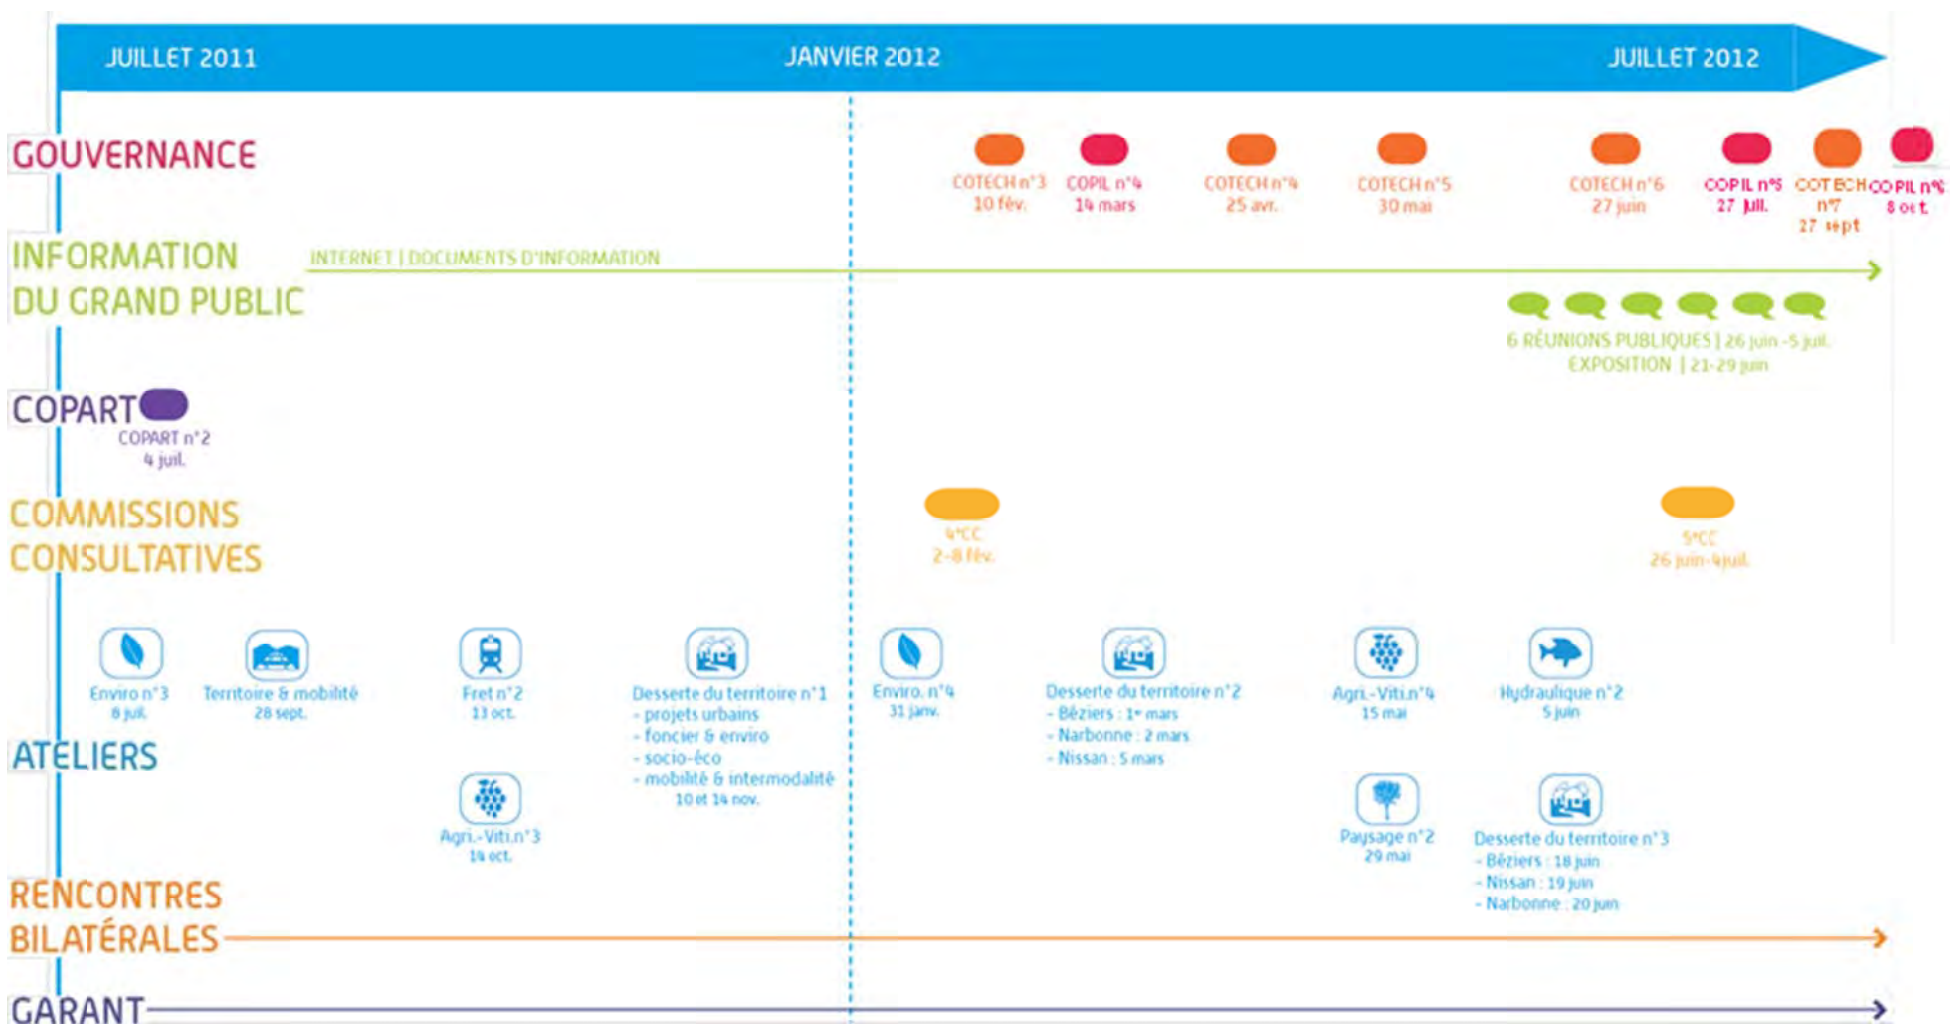 JUILLET 2011
JANVIER 2012
JUILLET 2012
GOUVERNANCE
COTECH n°3
10 fév.
COPIL n°4
14 mars
COTECH n°4
25 avr.
COTECH n°5
30 mai
COTECH n°6
27 juin
COPIL n°5
27 juil.
COTECH
n°7
27 sept
COPIL n°6
8 oct.
INFORMATION
DU GRAND PUBLIC
INTERNET | DOCUMENTS D'INFORMATION
6 RÉUNIONS PUBLIQUES | 26 juin -5 juil.
EXPOSITION | 21-29 juin
COPART
COPART n°2
4 juil.
COMMISSIONS
CONSULTATIVES
4°CC
2-8 fév.
5°CC
26 juin-4juil.
ATELIERS
Enviro n°3
8 juil.
Territoire & mobilité
28 sept.
Fret n°2
13 oct.
Agri.-Viti.n°3
14 oct.
Desserte du territoire n°1
- projets urbains
- foncier & enviro
- socio-éco
- mobilité & intermodalité
10 et 14 nov.
Enviro. n°4
31 janv.
Desserte du territoire n°2
- Béziers : 1er mars
- Narbonne : 2 mars
- Nissan : 5 mars
Agri.-Viti.n°4
15 mai
Paysage n°2
29 mai
Hydraulique n°2
5 juin
Desserte du territoire n°3
- Béziers : 18 juin
- Nissan : 19 juin
- Narbonne : 20 juin
RENCONTRES
BILATÉRALES
GARANT